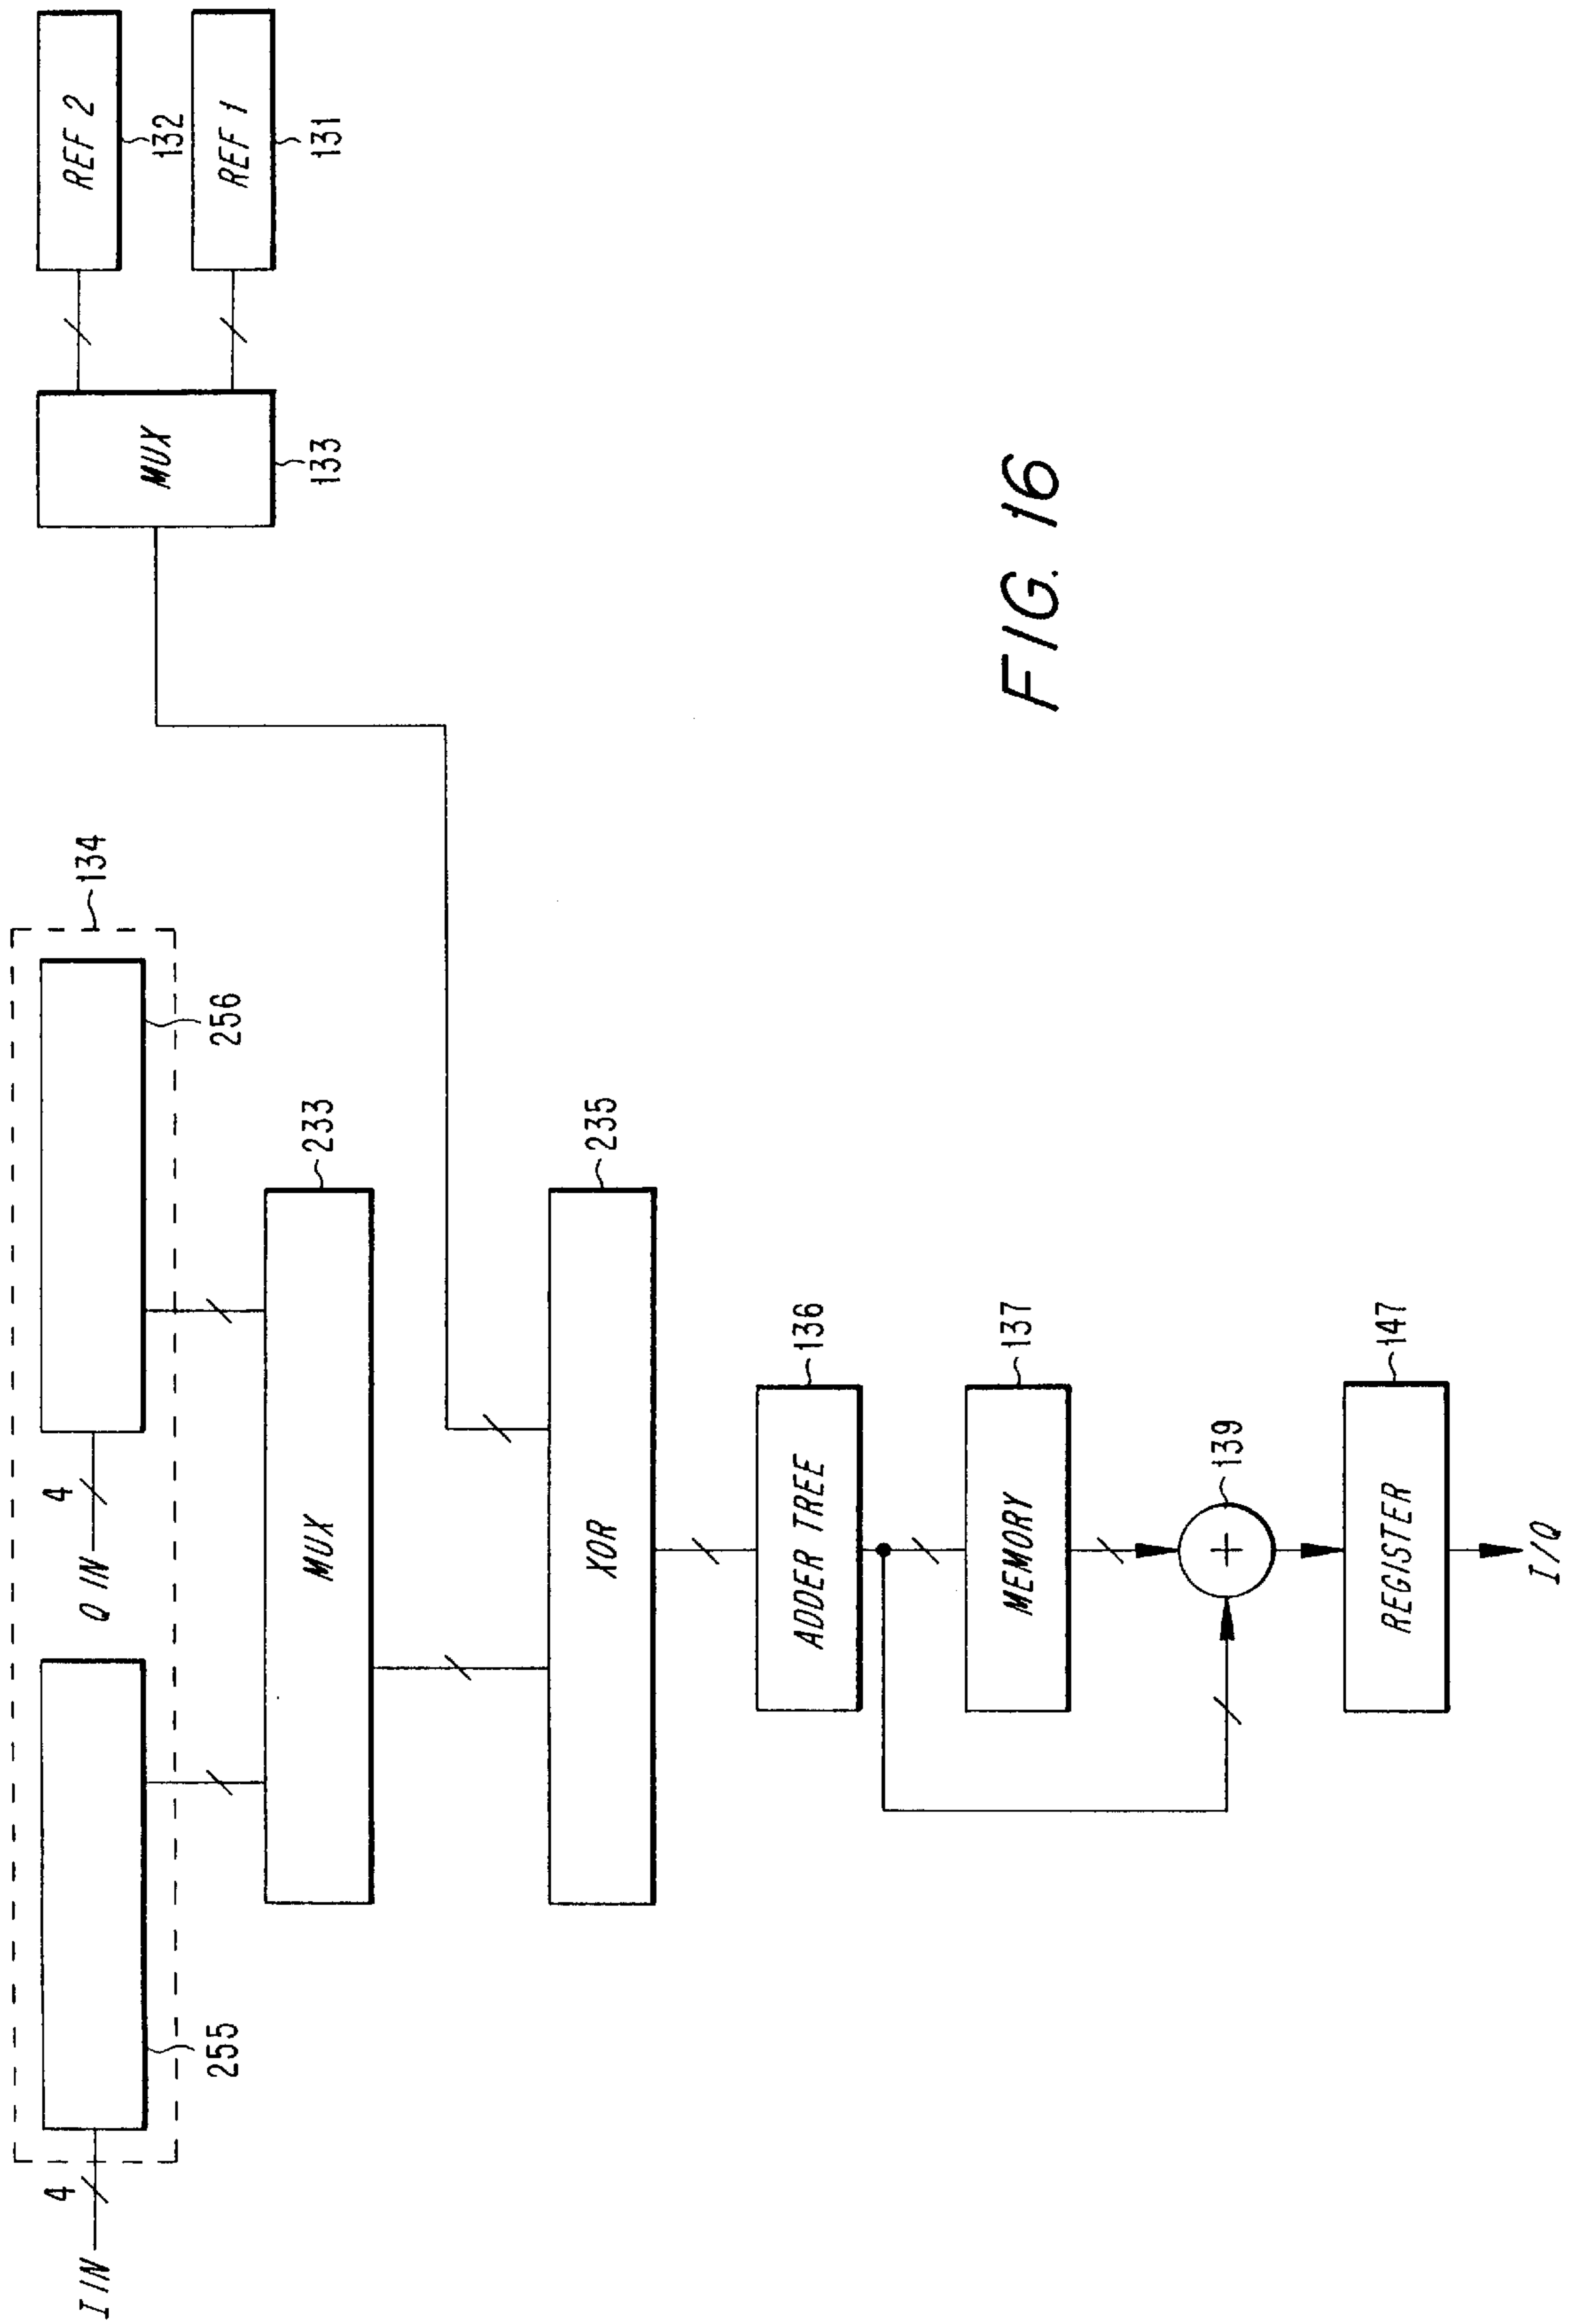 I IN
4
255
Q IN
4
256
134
MUX
233
XOR
235
ADDER TREE
136
MEMORY
137
+
139
REGISTER
147
I/Q
MUX
133
REF 2
132
REF 1
131
FIG. 16